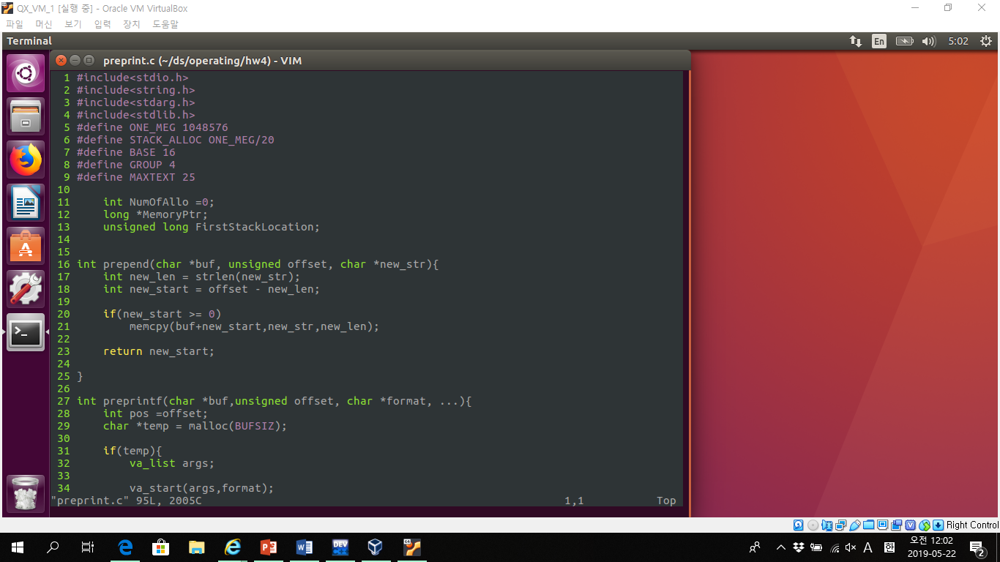 QX_VM_1 [실행 중] - Oracle VM VirtualBox
파일 머신 보기 입력 장치 도움말
Terminal En 5:02
preprint.c (~/ds/operating/hw4) - VIM
1 #include<stdio.h>
2 #include<string.h>
3 #include<stdarg.h>
4 #include<stdlib.h>
5 #define ONE_MEG 1048576
6 #define STACK_ALLOC ONE_MEG/20
7 #define BASE 16
8 #define GROUP 4
9 #define MAXTEXT 25
10
11     int NumOfAllo =0;
12     long *MemoryPtr;
13     unsigned long FirstStackLocation;
14
15
16 int prepend(char *buf, unsigned offset, char *new_str){
17     int new_len = strlen(new_str);
18     int new_start = offset - new_len;
19
20     if(new_start >= 0)
21         memcpy(buf+new_start,new_str,new_len);
22
23     return new_start;
24
25 }
26
27 int preprintf(char *buf,unsigned offset, char *format, ...){
28     int pos =offset;
29     char *temp = malloc(BUFSIZ);
30
31     if(temp){
32         va_list args;
33
34         va_start(args,format);
"preprint.c" 95L, 2005C 1,1 Top
Right Control
DEV
64
A 한 오전 12:02
2019-05-22
2